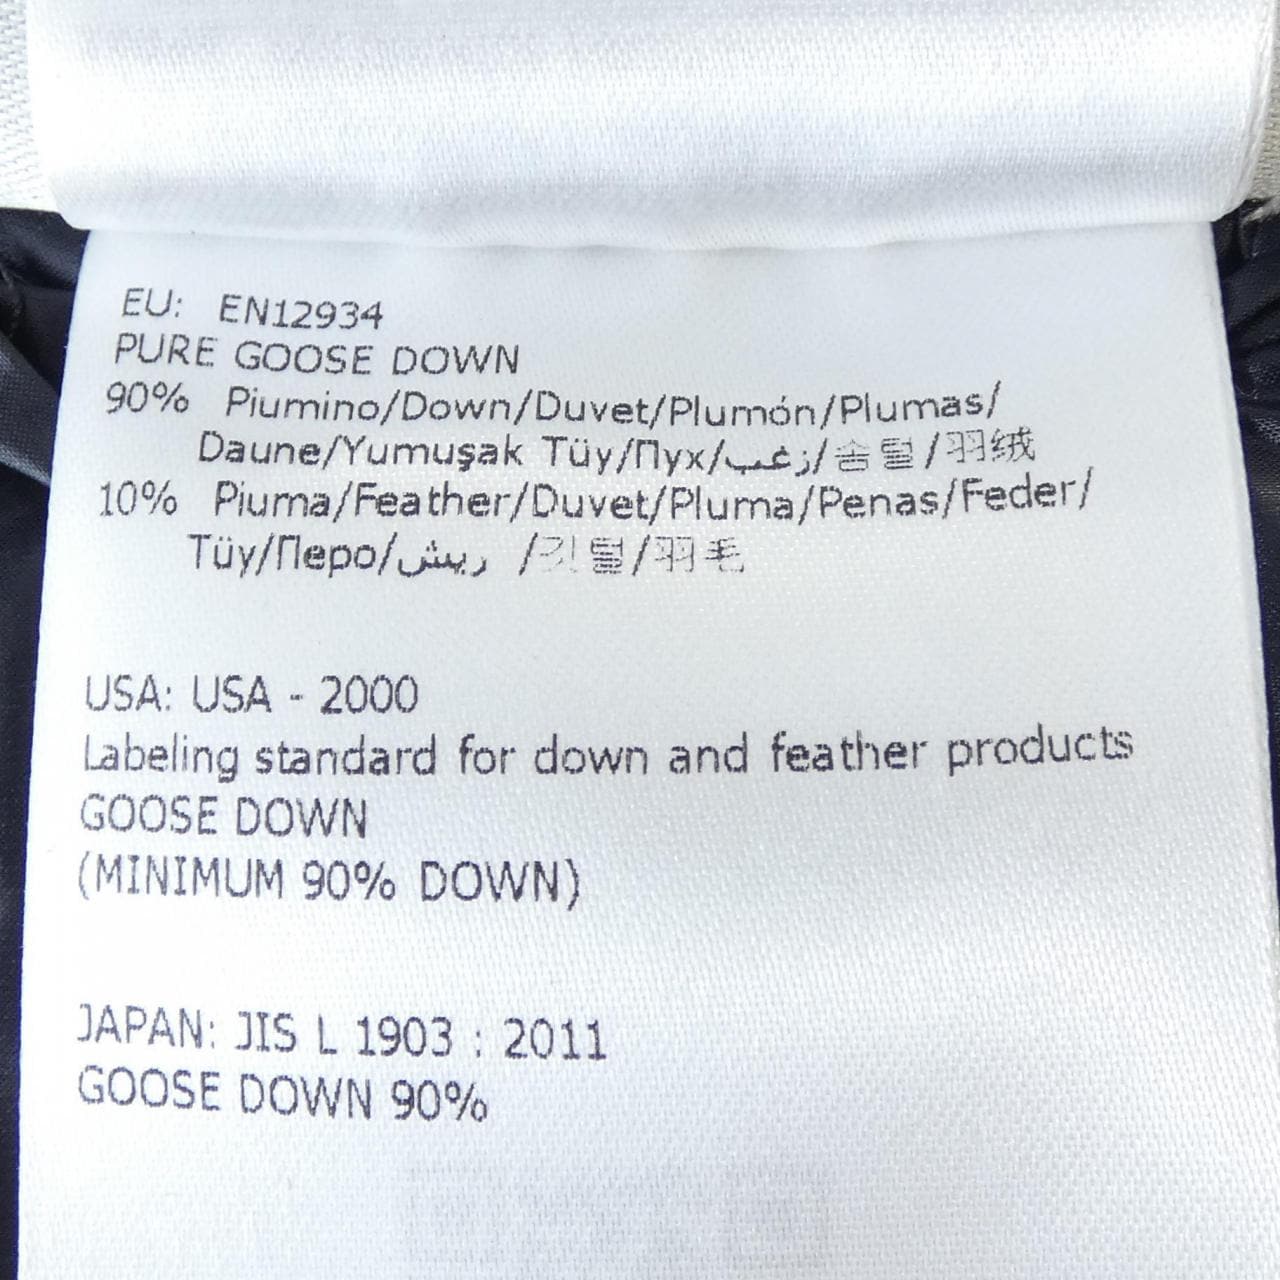 EU: EN12934
PURE GOOSE DOWN
90% Piumino/Down/Duvet/Plumón/Plumas/
Daune/Yumuşak Tüy/Пух/زغب/솜털/羽绒
10% Piuma/Feather/Duvet/Pluma/Penas/Feder/
Tüy/Перо/ريش /깃털/羽毛
USA: USA - 2000
Labeling standard for down and feather products
GOOSE DOWN
(MINIMUM 90% DOWN)
JAPAN: JIS L 1903 : 2011
GOOSE DOWN 90%